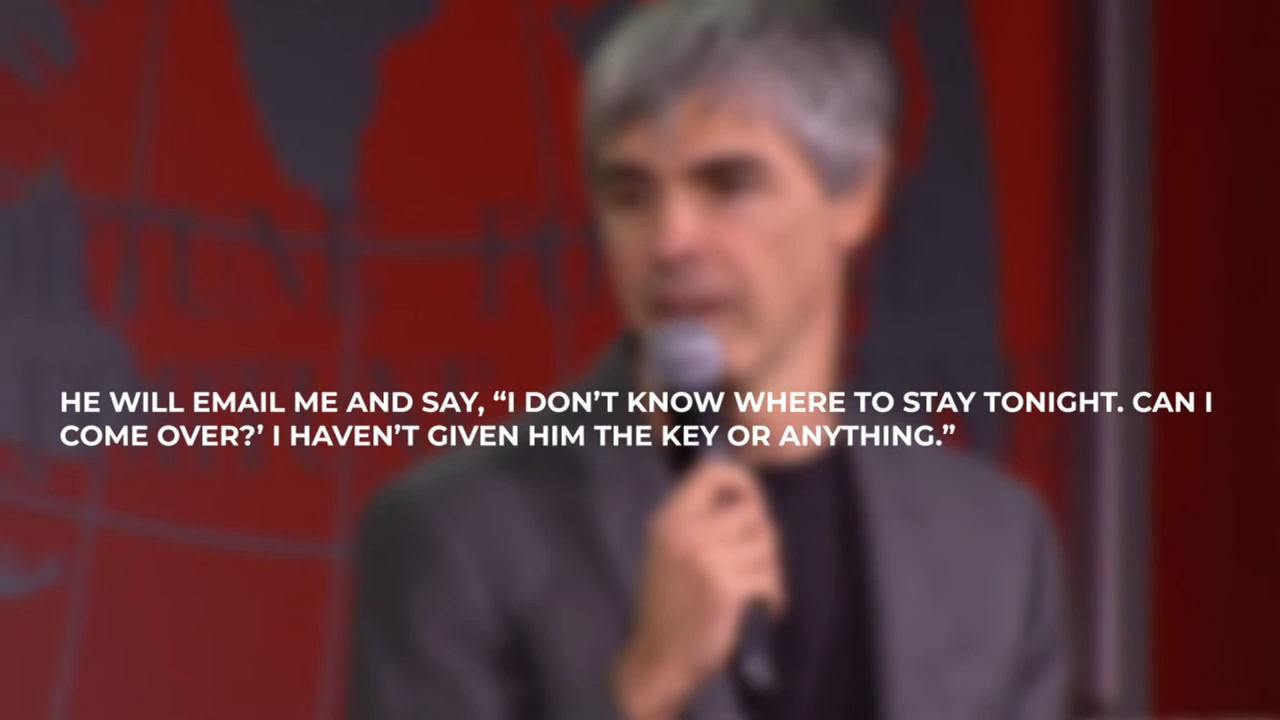 HE WILL EMAIL ME AND SAY, “I DON’T KNOW WHERE TO STAY TONIGHT. CAN I
COME OVER?’ I HAVEN’T GIVEN HIM THE KEY OR ANYTHING.”